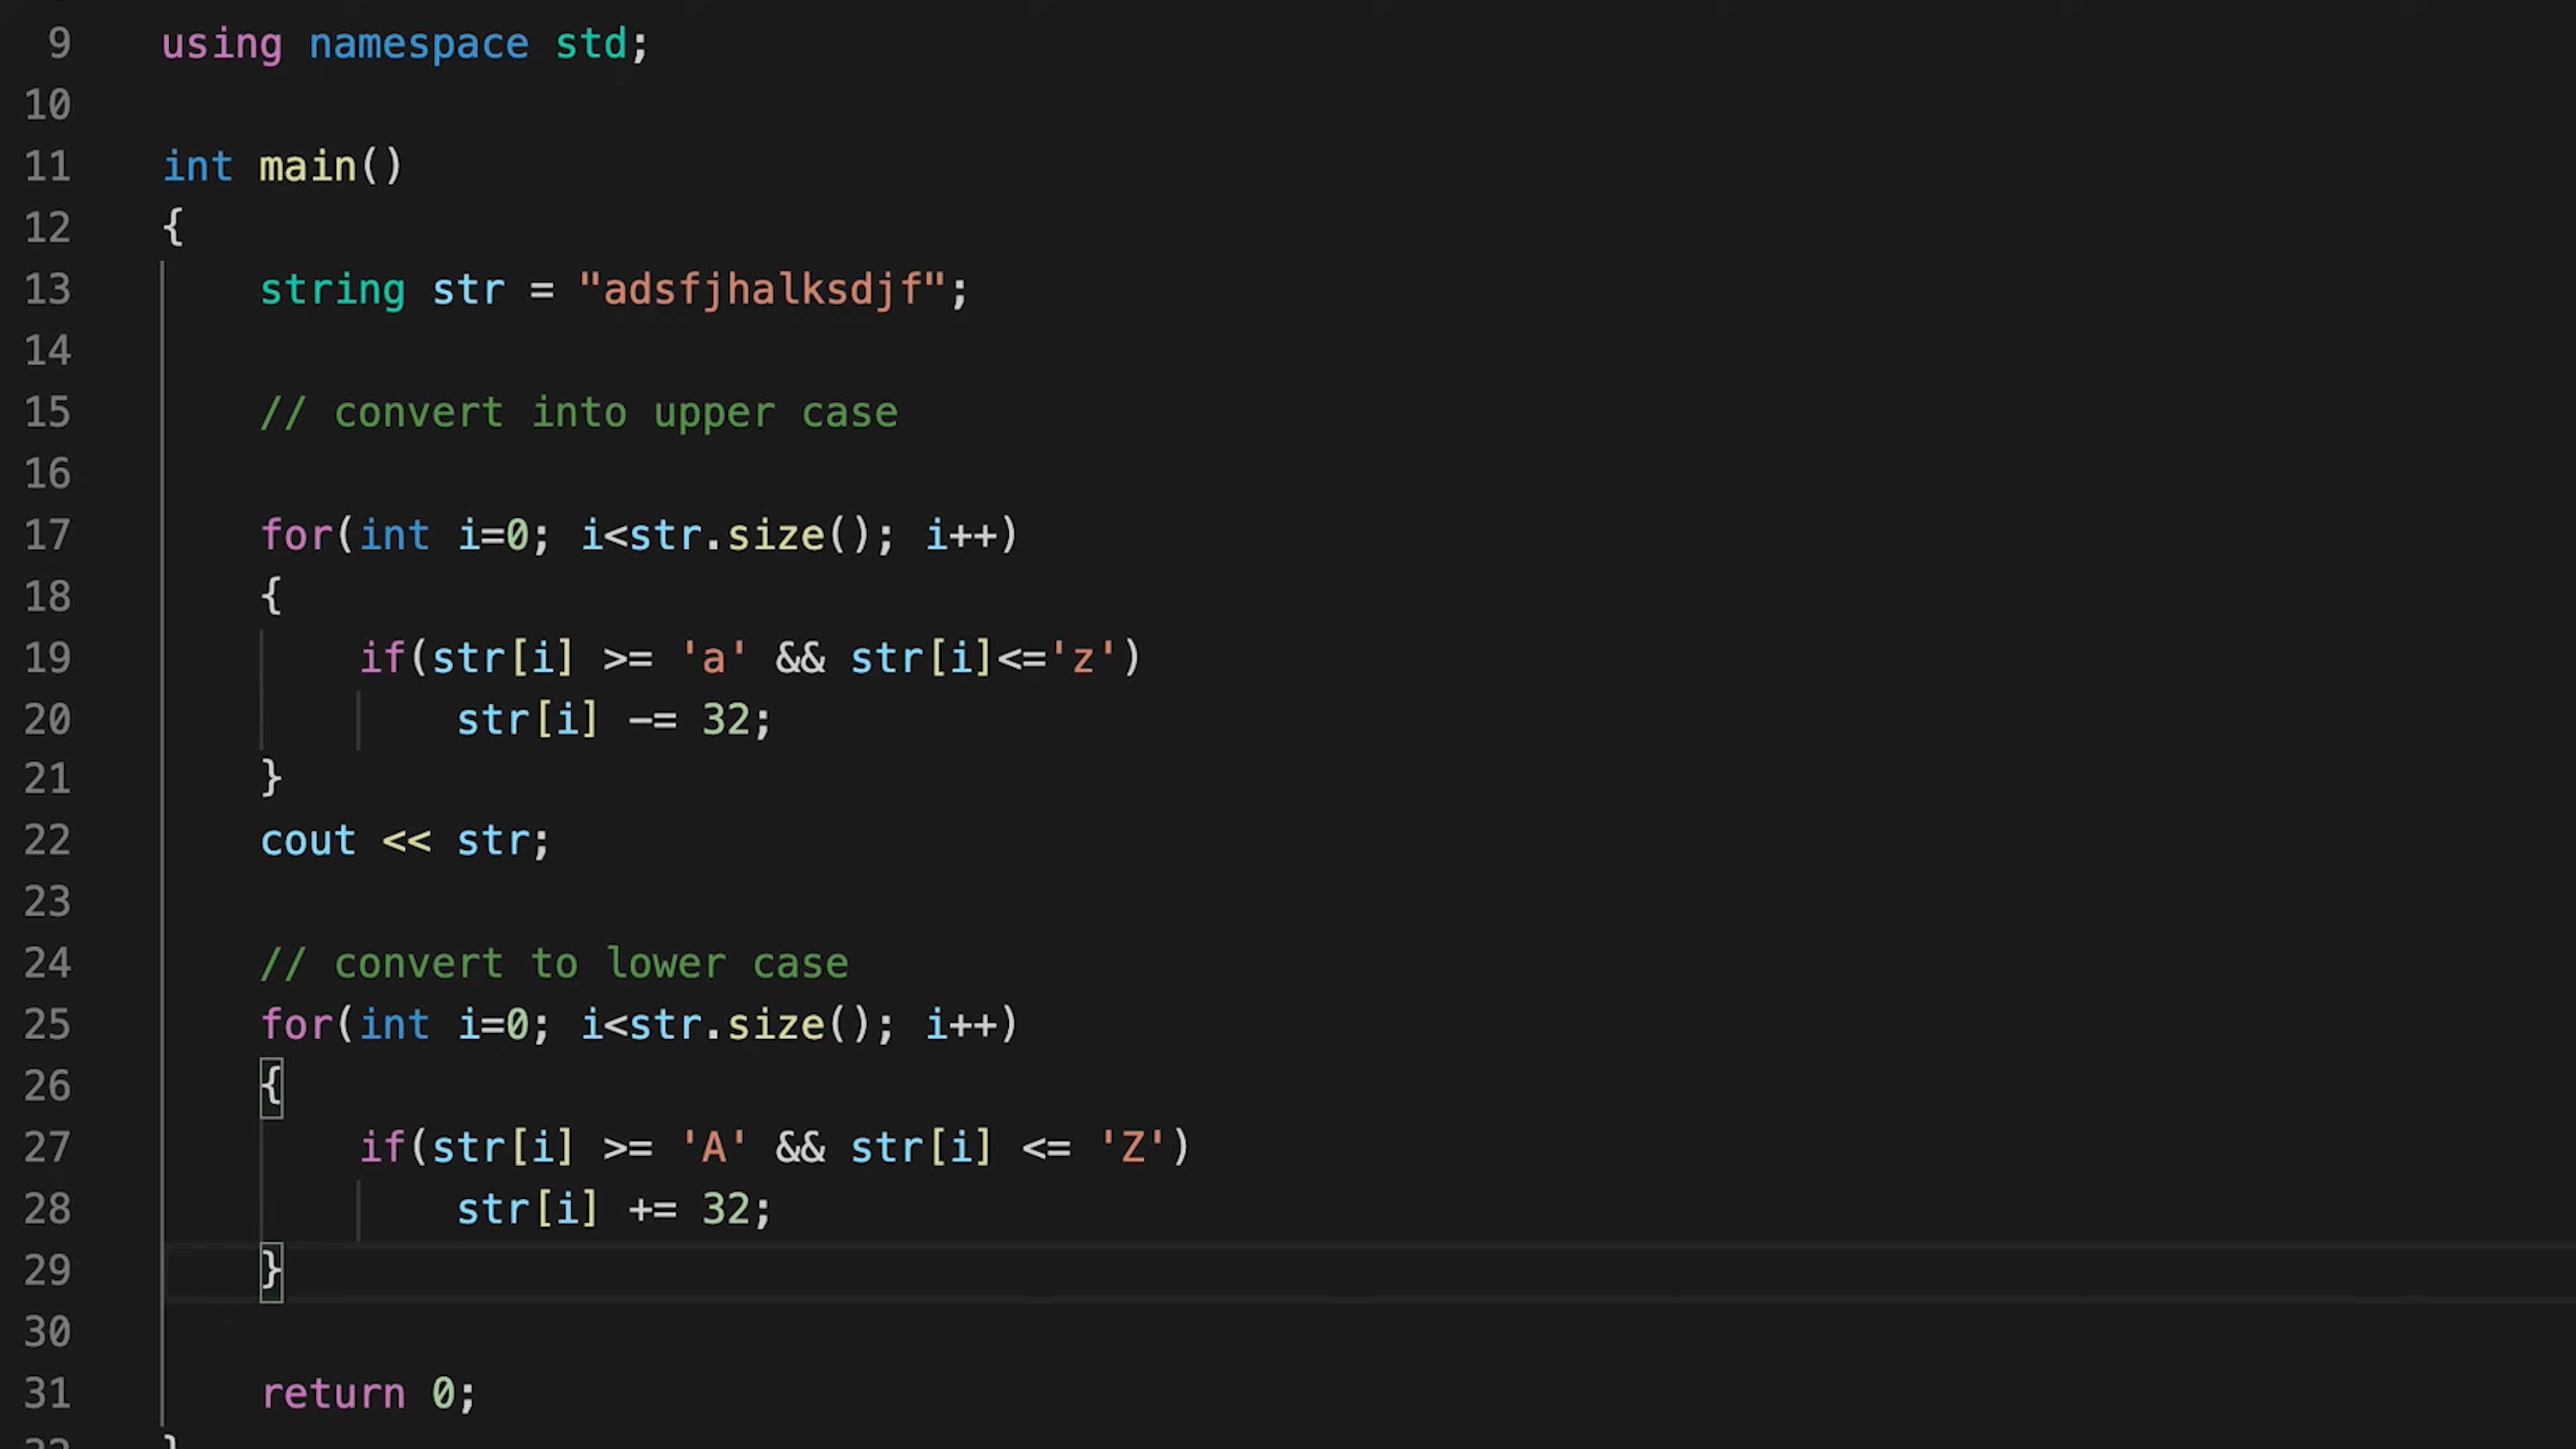 9 using namespace std;
10
11 int main()
12 {
13 string str = "adsfjhalksdjf";
14
15 // convert into upper case
16
17 for(int i=0; i<str.size(); i++)
18 {
19 if(str[i] >= 'a' && str[i]<='z')
20 str[i] -= 32;
21 }
22 cout << str;
23
24 // convert to lower case
25 for(int i=0; i<str.size(); i++)
26 {
27 if(str[i] >= 'A' && str[i] <= 'Z')
28 str[i] += 32;
29 }
30
31 return 0;
32 }